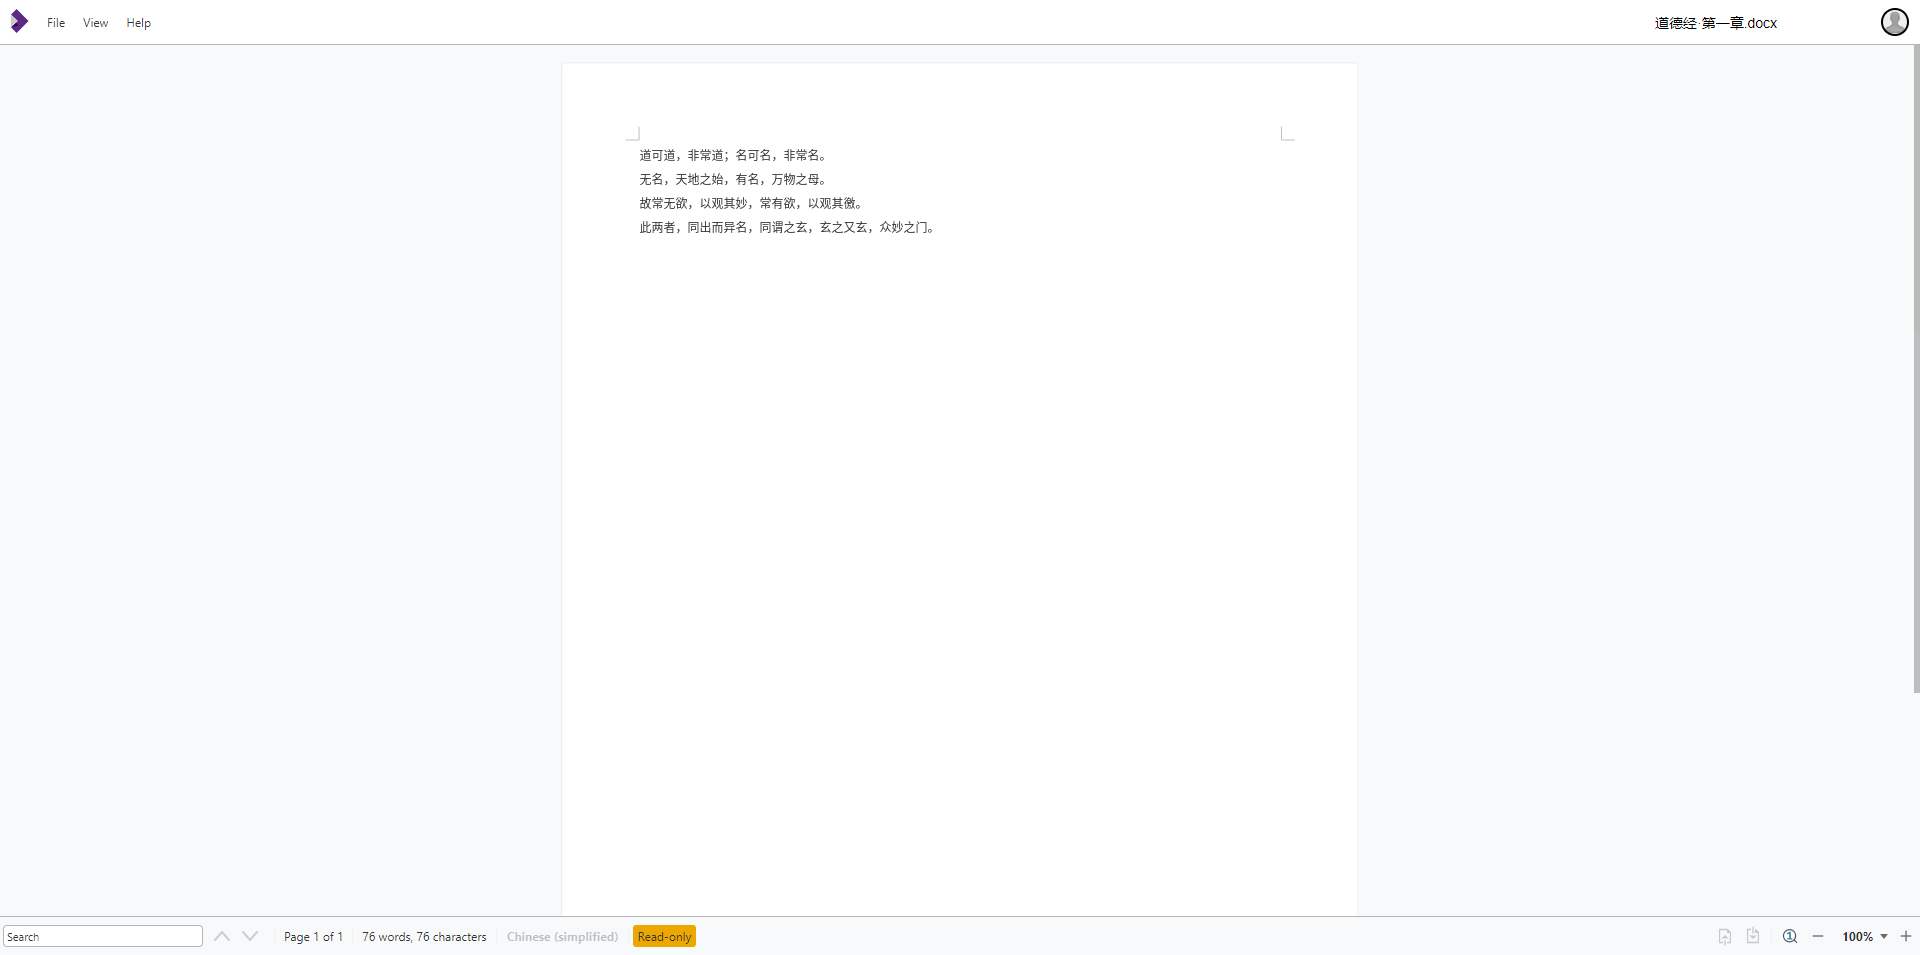 File View Help 道德经·第一章.docx
道可道，非常道；名可名，非常名。
无名，天地之始，有名，万物之母。
故常无欲，以观其妙，常有欲，以观其徼。
此两者，同出而异名，同谓之玄，玄之又玄，众妙之门。
Search Page 1 of 1 76 words, 76 characters Chinese (simplified) Read-only 100%